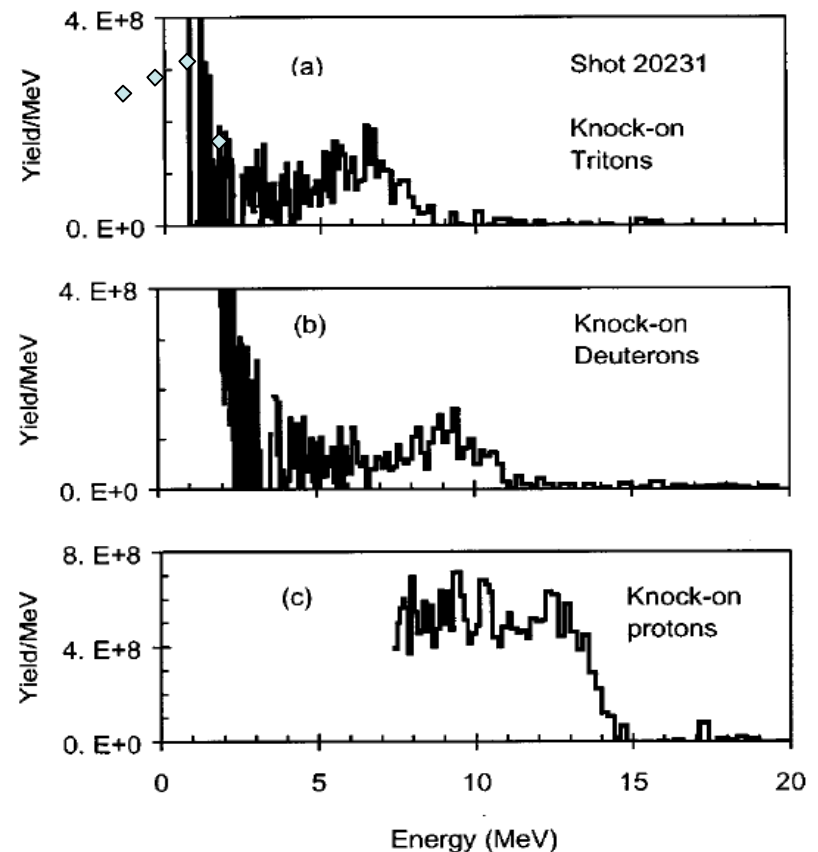 4. E+8
(a)
Shot 20231
Yield/MeV
Knock-on
Tritons
0. E+0
4. E+8
(b)
Knock-on
Deuterons
Yield/MeV
0. E+0
8. E+8
(c)
Knock-on
protons
Yield/MeV
4. E+8
0. E+0
0 5 10 15 20
Energy (MeV)